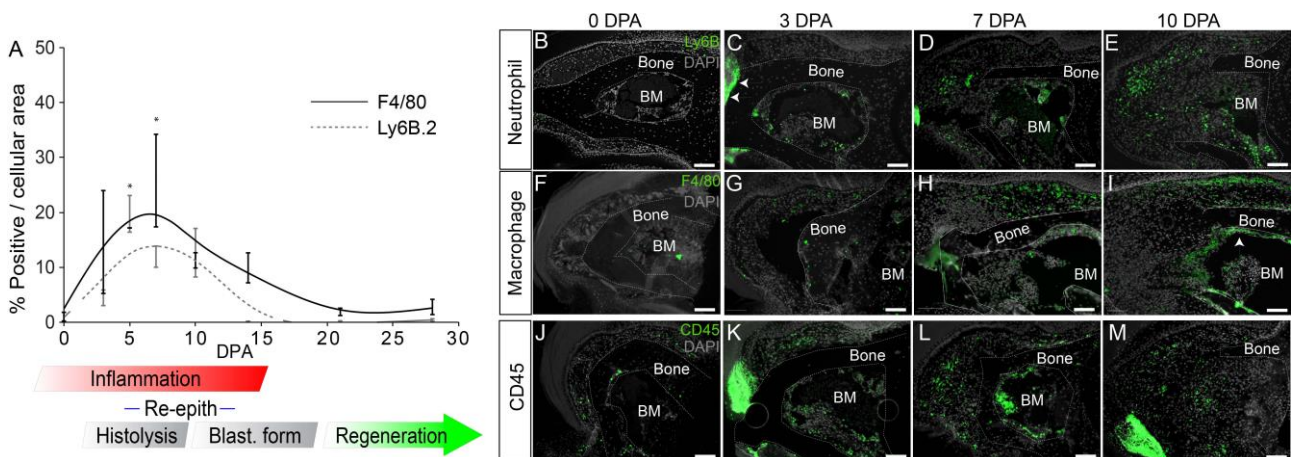 0 DPA 3 DPA 7 DPA 10 DPA
A
% Positive / cellular area
50
40
30
20
10
0
*
*
F4/80
Ly6B.2
0 5 10 15 20 25 30
DPA
Inflammation
Re-epith
Histolysis Blast. form Regeneration
Neutrophil
B Ly6B
DAPI
Bone
BM
C
Bone
BM
D
Bone
BM
E
Bone
BM
Macrophage
F F4/80
DAPI
Bone
BM
G
Bone
BM
H
Bone
BM
I
Bone
BM
CD45
J CD45
DAPI
Bone
BM
K
Bone
BM
L
Bone
BM
M
Bone